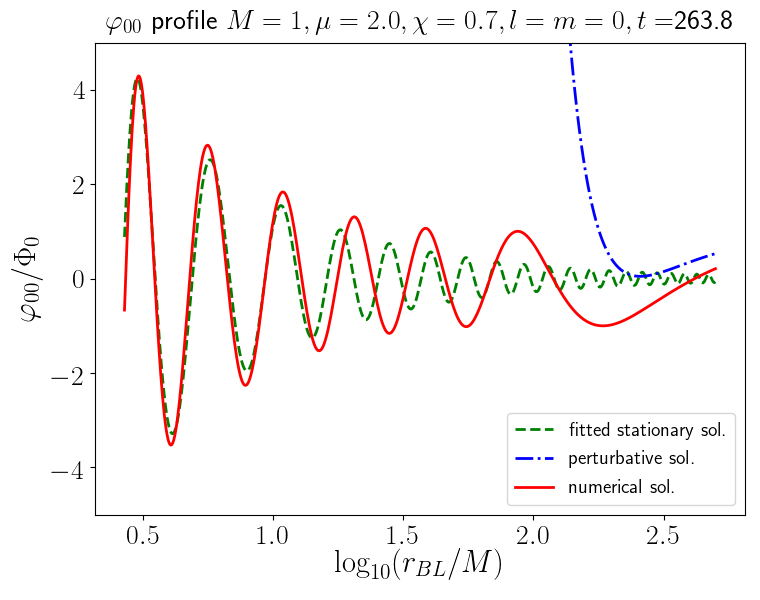 φ₀₀ profile M = 1, μ = 2.0, χ = 0.7, l = m = 0, t =263.8
φ₀₀/Φ₀
4
2
0
−2
−4
fitted stationary sol.
perturbative sol.
numerical sol.
0.5 1.0 1.5 2.0 2.5
log₁₀(r_BL/M)